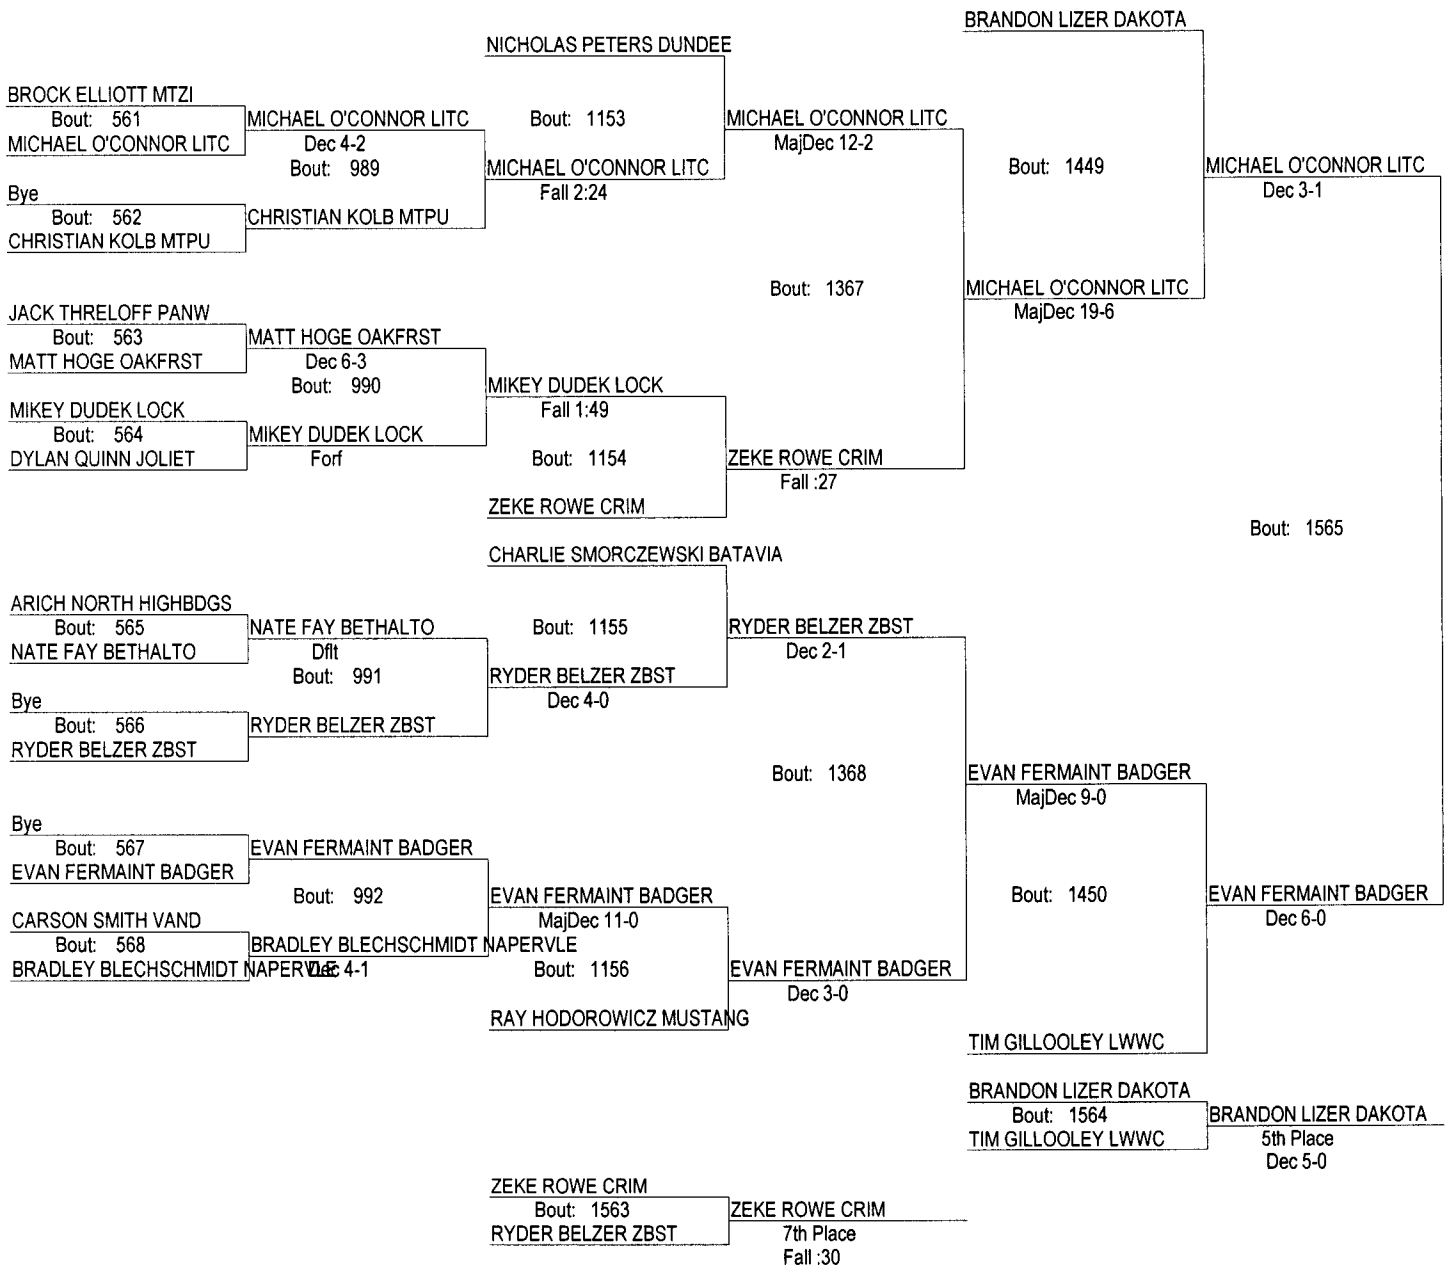 BRANDON LIZER DAKOTA
NICHOLAS PETERS DUNDEE
BROCK ELLIOTT MTZI
Bout: 561
MICHAEL O'CONNOR LITC
MICHAEL O'CONNOR LITC
Dec 4-2
Bout: 989
Bout: 1153
MICHAEL O'CONNOR LITC
MajDec 12-2
MICHAEL O'CONNOR LITC
Fall 2:24
Bout: 1449
MICHAEL O'CONNOR LITC
Dec 3-1
Bye
Bout: 562
CHRISTIAN KOLB MTPU
CHRISTIAN KOLB MTPU
Bout: 1367
MICHAEL O'CONNOR LITC
MajDec 19-6
JACK THRELOFF PANW
Bout: 563
MATT HOGE OAKFRST
MATT HOGE OAKFRST
Dec 6-3
Bout: 990
MIKEY DUDEK LOCK
Fall 1:49
MIKEY DUDEK LOCK
Bout: 564
DYLAN QUINN JOLIET
MIKEY DUDEK LOCK
Forf
Bout: 1154
ZEKE ROWE CRIM
Fall :27
ZEKE ROWE CRIM
Bout: 1565
CHARLIE SMORCZEWSKI BATAVIA
ARICH NORTH HIGHBDGS
Bout: 565
NATE FAY BETHALTO
NATE FAY BETHALTO
Dflt
Bout: 991
Bout: 1155
RYDER BELZER ZBST
Dec 2-1
RYDER BELZER ZBST
Dec 4-0
Bye
Bout: 566
RYDER BELZER ZBST
RYDER BELZER ZBST
Bout: 1368
EVAN FERMAINT BADGER
MajDec 9-0
Bye
Bout: 567
EVAN FERMAINT BADGER
EVAN FERMAINT BADGER
Bout: 992
EVAN FERMAINT BADGER
MajDec 11-0
Bout: 1450
EVAN FERMAINT BADGER
Dec 6-0
CARSON SMITH VAND
Bout: 568
BRADLEY BLECHSCHMIDT NAPERVLE
BRADLEY BLECHSCHMIDT NAPERVLE
Dec 4-1
Bout: 1156
EVAN FERMAINT BADGER
Dec 3-0
RAY HODOROWICZ MUSTANG
TIM GILLOOLEY LWWC
BRANDON LIZER DAKOTA
Bout: 1564
TIM GILLOOLEY LWWC
BRANDON LIZER DAKOTA
5th Place
Dec 5-0
ZEKE ROWE CRIM
Bout: 1563
RYDER BELZER ZBST
ZEKE ROWE CRIM
7th Place
Fall :30